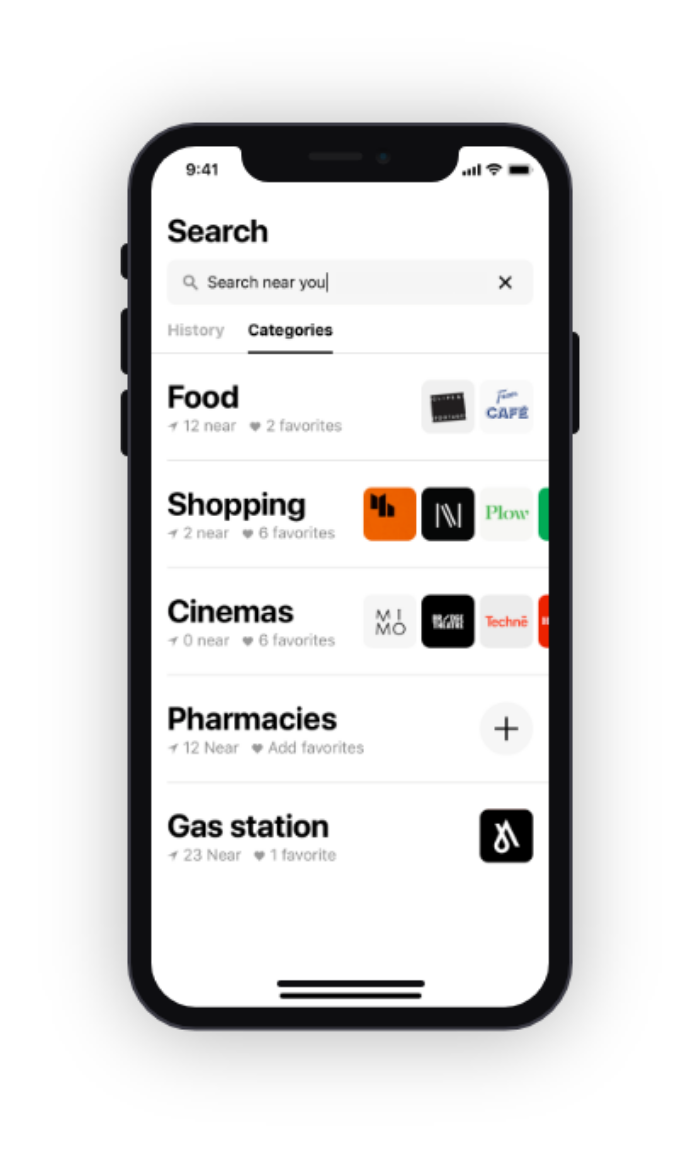 9:41
Search
Search near you
History Categories
Food
12 near 2 favorites
CAFÉ
Shopping
2 near 6 favorites
Plow
Cinemas
0 near 6 favorites
MI
MO
Technē
Pharmacies
12 Near Add favorites
Gas station
23 Near 1 favorite